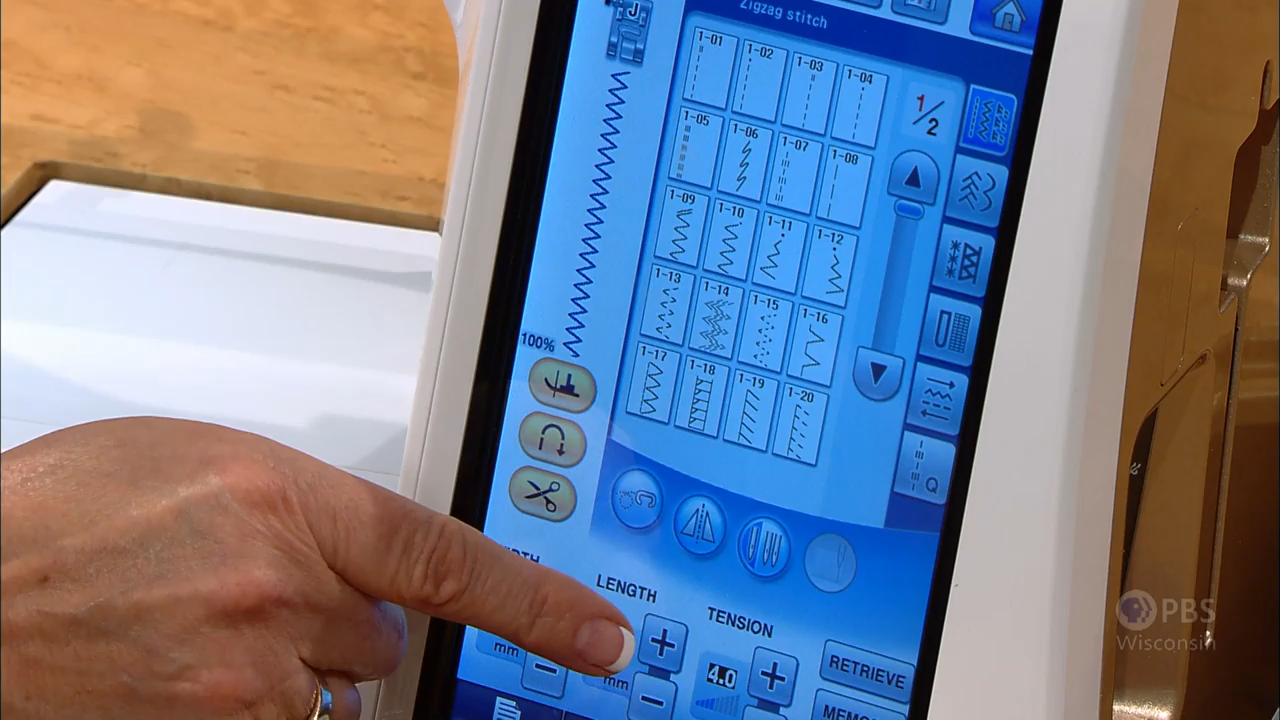 Zigzag stitch
J
1-01 1-02 1-03 1-04
1-05 1-06 1-07 1-08
1-09 1-10 1-11 1-12
1-13 1-14 1-15 1-16
1-17 1-18 1-19 1-20
1/2
100%
Q
LENGTH
TENSION
mm
mm
4.0
RETRIEVE
PBS
Wisconsin